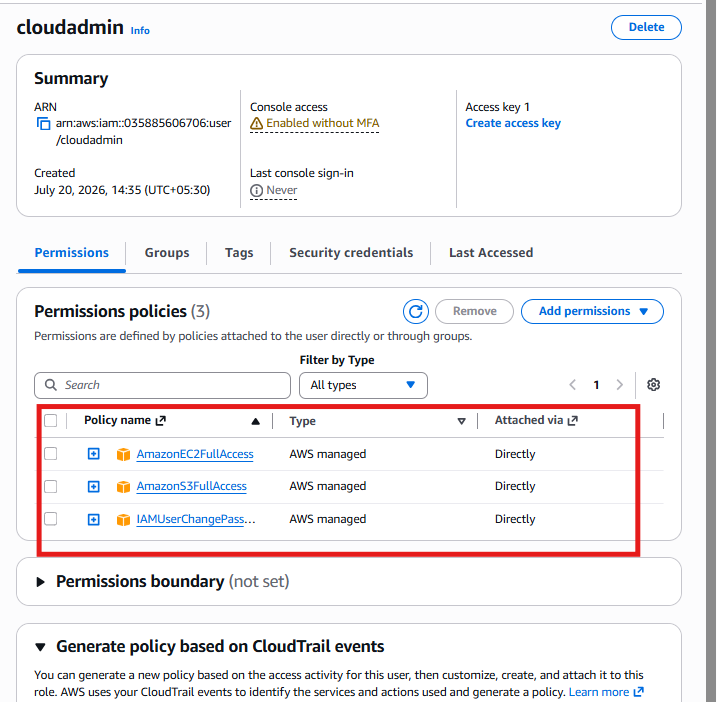 cloudadmin Info
Delete
Summary
ARN
arn:aws:iam::035885606706:user
/cloudadmin
Created
July 20, 2026, 14:35 (UTC+05:30)
Console access
Enabled without MFA
Last console sign-in
Never
Access key 1
Create access key
Permissions
Groups
Tags
Security credentials
Last Accessed
Permissions policies (3)
Remove
Add permissions
Permissions are defined by policies attached to the user directly or through groups.
Filter by Type
Search
All types
1
Policy name
Type
Attached via
AmazonEC2FullAccess
AWS managed
Directly
AmazonS3FullAccess
AWS managed
Directly
IAMUserChangePass...
AWS managed
Directly
Permissions boundary (not set)
Generate policy based on CloudTrail events
You can generate a new policy based on the access activity for this user, then customize, create, and attach it to this
role. AWS uses your CloudTrail events to identify the services and actions used and generate a policy. Learn more